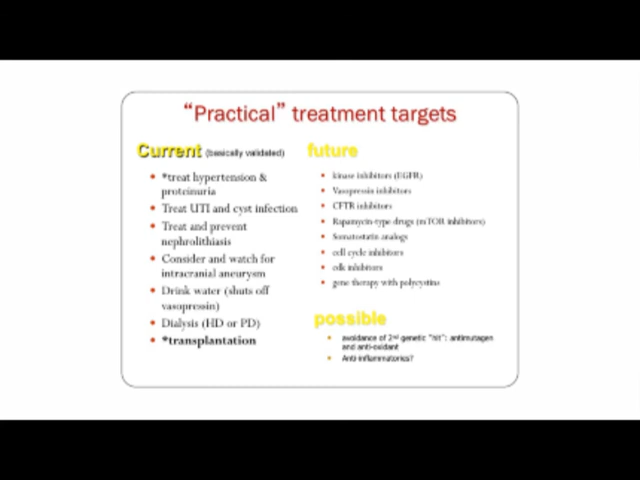 “Practical” treatment targets
Current (basically validated)
• *treat hypertension &
proteinuria
• Treat UTI and cyst infection
• Treat and prevent
nephrolithiasis
• Consider and watch for
intracranial aneurysm
• Drink water (shuts off
vasopressin)
• Dialysis (HD or PD)
• *transplantation
future
• kinase inhibitors (EGFR)
• Vasopressin inhibitors
• CFTR inhibitors
• Rapamycin-type drugs (mTOR inhibitors)
• Somatostatin analogs
• cell cycle inhibitors
• cdk inhibitors
• gene therapy with polycystins
possible
• avoidance of 2nd genetic “hit”: antimutagen
and anti-oxidant
• Anti-inflammatories?